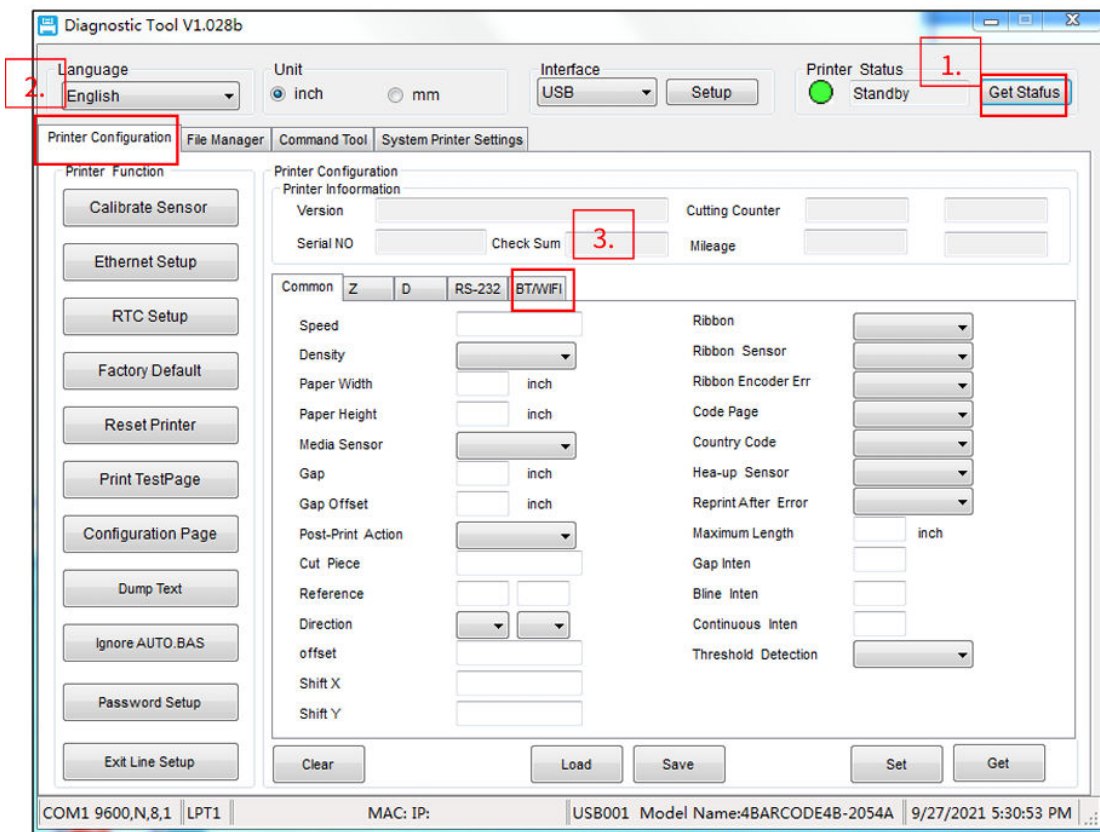 Diagnostic Tool V1.028b
1.
2.
Language
Unit
Interface
Printer Status
English
inch
mm
USB
Setup
Standby
Get Status
Printer Configuration
File Manager
Command Tool
System Printer Settings
Printer Function
Calibrate Sensor
Ethernet Setup
RTC Setup
Factory Default
Reset Printer
Print TestPage
Configuration Page
Dump Text
Ignore AUTO.BAS
Password Setup
Exit Line Setup
Printer Configuration
Printer Infoormation
Version
Cutting Counter
Serial NO
Check Sum
3.
Mileage
Common
Z
D
RS-232
BT/WIFI
Speed
Density
Paper Width inch
Paper Height inch
Media Sensor
Gap inch
Gap Offset inch
Post-Print Action
Cut Piece
Reference
Direction
offset
Shift X
Shift Y
Ribbon
Ribbon Sensor
Ribbon Encoder Err
Code Page
Country Code
Hea-up Sensor
Reprint After Error
Maximum Length inch
Gap Inten
Bline Inten
Continuous Inten
Threshold Detection
Clear
Load
Save
Set
Get
COM1 9600,N,8,1
LPT1
MAC: IP:
USB001 Model Name:4BARCODE4B-2054A
9/27/2021 5:30:53 PM